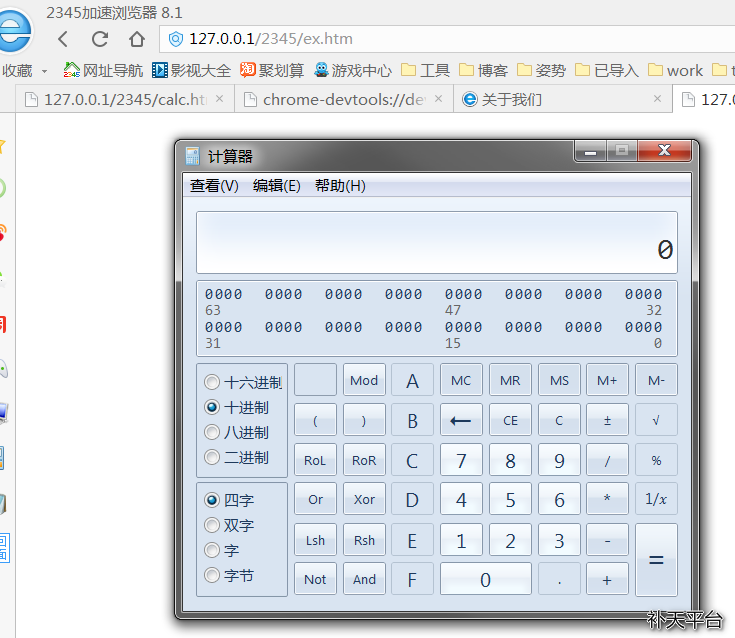 2345加速浏览器 8.1
127.0.0.1/2345/ex.htm
收藏 网址导航 影视大全 聚划算 游戏中心 工具 博客 姿势 已导入 work t
127.0.0.1/2345/calc.ht chrome-devtools://de 关于我们 127.0
计算器
查看(V) 编辑(E) 帮助(H)
0
0000 0000 0000 0000 0000 0000 0000 0000
63 47 32
0000 0000 0000 0000 0000 0000 0000 0000
31 15 0
十六进制 Mod A MC MR MS M+ M-
十进制 ( ) B ← CE C ± √
八进制
二进制 RoL RoR C 7 8 9 / %
四字 Or Xor D 4 5 6 * 1/x
双字
字 Lsh Rsh E 1 2 3 - =
字节 Not And F 0 . +
补天平台